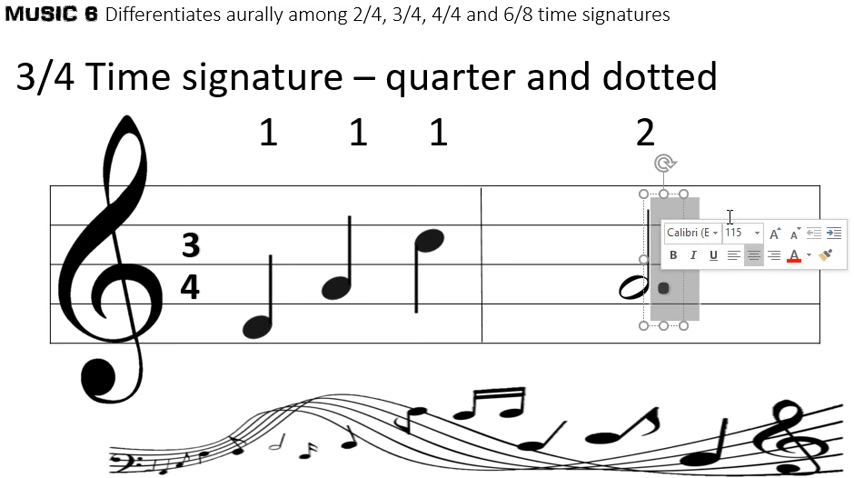 MUSIC 6 Differentiates aurally among 2/4, 3/4, 4/4 and 6/8 time signatures
3/4 Time signature – quarter and dotted
1 1 1 2
3
4
Calibri (E 115 A A
B I U A